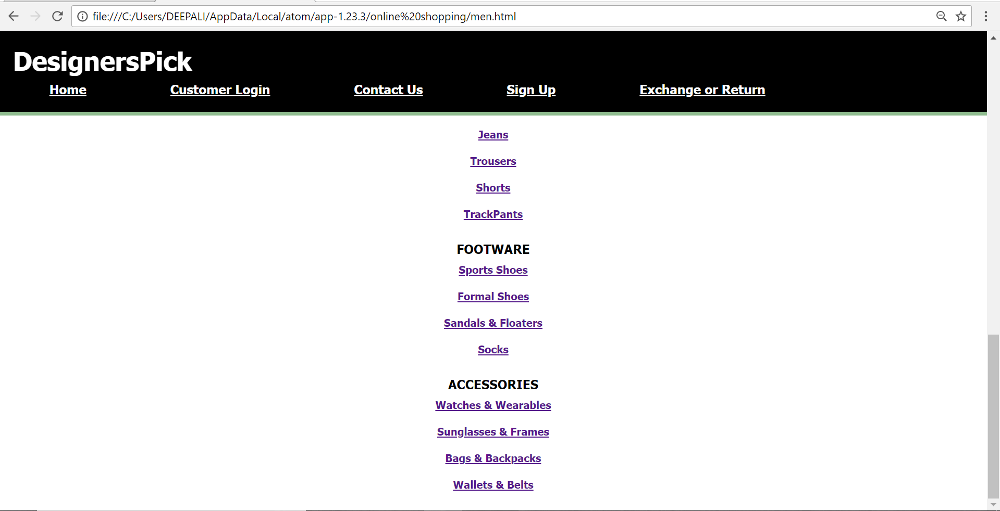 file:///C:/Users/DEEPALI/AppData/Local/atom/app-1.23.3/online%20shopping/men.html
DesignersPick
Home Customer Login Contact Us Sign Up Exchange or Return
Jeans
Trousers
Shorts
TrackPants
FOOTWARE
Sports Shoes
Formal Shoes
Sandals & Floaters
Socks
ACCESSORIES
Watches & Wearables
Sunglasses & Frames
Bags & Backpacks
Wallets & Belts